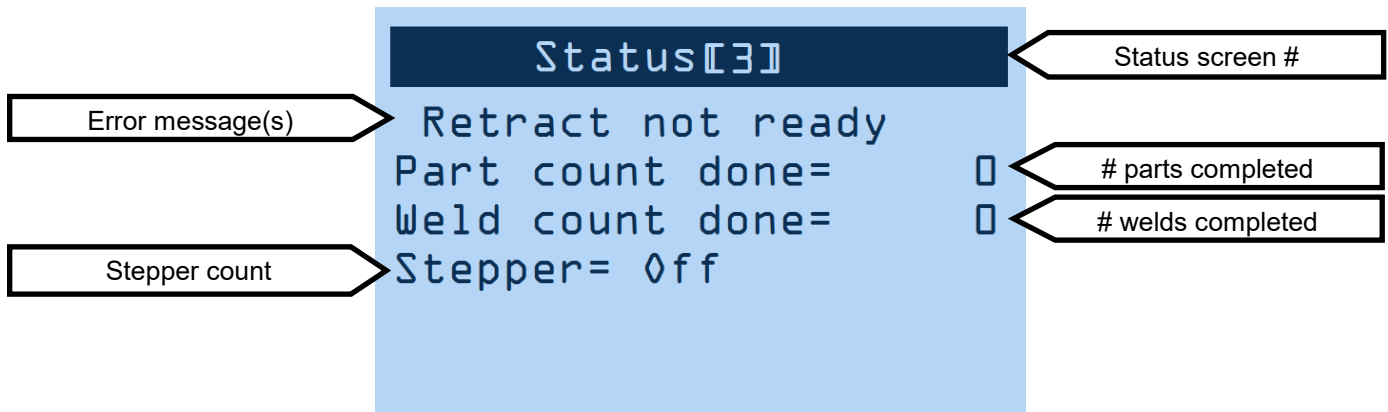 Status[3]
Status screen #
Error message(s)
Retract not ready
Part count done= 0
# parts completed
Weld count done= 0
# welds completed
Stepper count
Stepper= Off